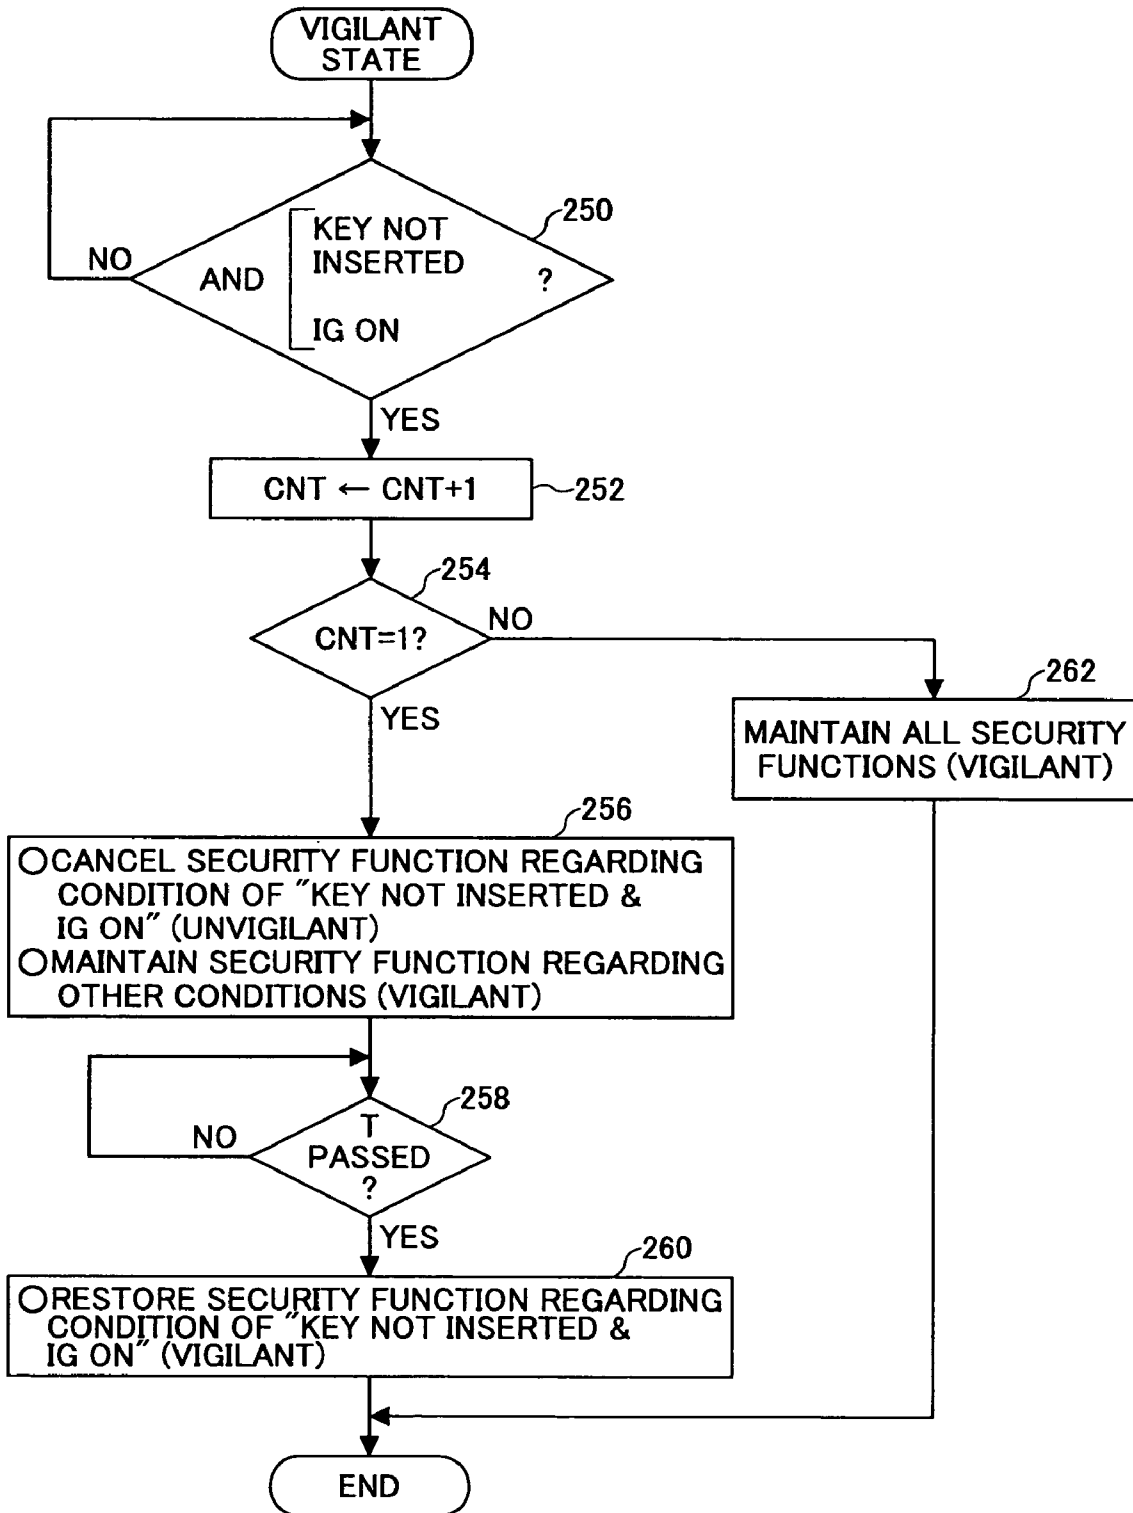 VIGILANT
STATE
250
KEY NOT
INSERTED
NO
AND
?
IG ON
YES
CNT ← CNT+1
252
254
CNT=1?
NO
YES
262
MAINTAIN ALL SECURITY
FUNCTIONS (VIGILANT)
256
○CANCEL SECURITY FUNCTION REGARDING
CONDITION OF "KEY NOT INSERTED &
IG ON" (UNVIGILANT)
○MAINTAIN SECURITY FUNCTION REGARDING
OTHER CONDITIONS (VIGILANT)
258
T
PASSED
?
NO
YES
260
○RESTORE SECURITY FUNCTION REGARDING
CONDITION OF "KEY NOT INSERTED &
IG ON" (VIGILANT)
END